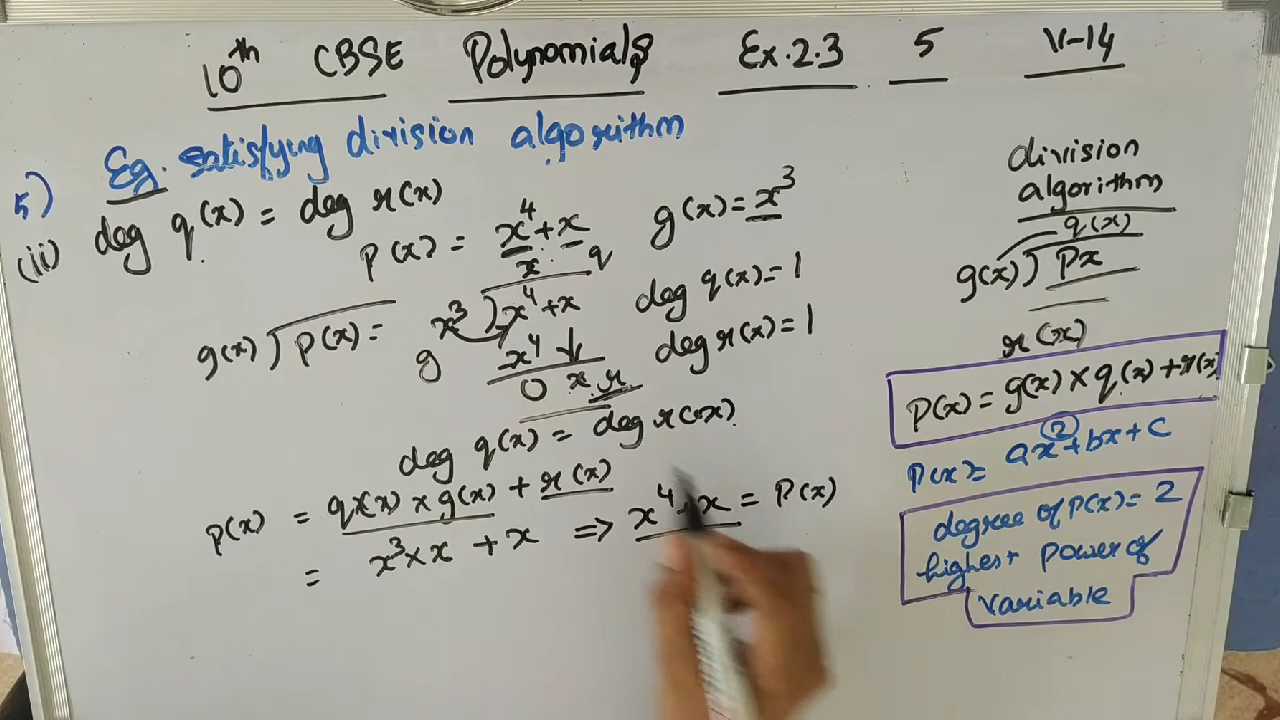 10th CBSE Polynomials Ex.2.3 5 V-14
Eg. satisfying division algorithm
5)
(ii) deg q(x) = deg r(x)
p(x) = x⁴+x g(x) = x³
x q
g(x) ) p(x) = x³ ) x⁴+x deg q(x) = 1
g x⁴ deg r(x) = 1
0 x r
deg q(x) = deg r(x)
p(x) = q(x) × g(x) + r(x)
= x³ × x + x ⇒ x⁴+x = P(x)
division
algorithm
q(x)
g(x) ) Px
r(x)
P(x) = g(x) × q(x) + r(x)
P(x) = ax²+bx+c
degree of P(x) = 2
highest power of
variable